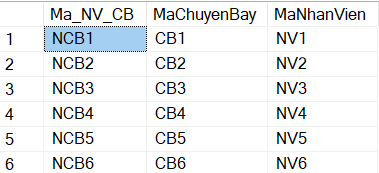 Ma_NV_CB MaChuyenBay MaNhanVien
1 NCB1 CB1 NV1
2 NCB2 CB2 NV2
3 NCB3 CB3 NV3
4 NCB4 CB4 NV4
5 NCB5 CB5 NV5
6 NCB6 CB6 NV6